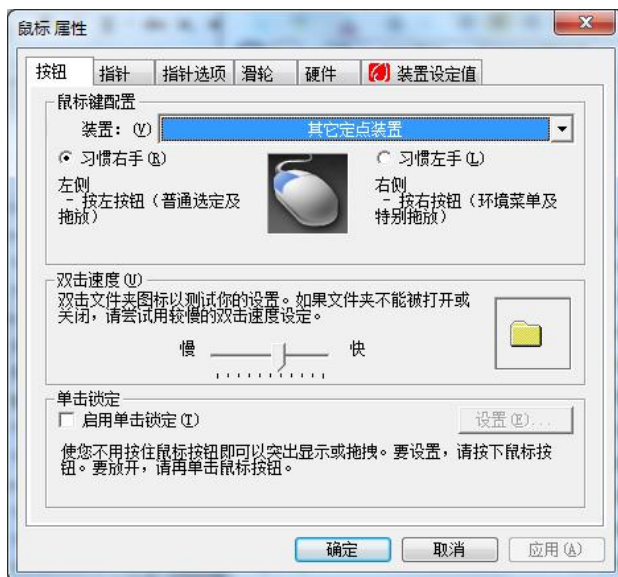 鼠标 属性
按钮 指针 指针选项 滑轮 硬件 装置设定值
鼠标键配置
装置：(Y) 其它定点装置
习惯右手(R) 习惯左手(L)
左侧 右侧
- 按左按钮（普通选定及 - 按右按钮（环境菜单及
拖放） 特别拖放）
双击速度(U)
双击文件夹图标以测试你的设置。如果文件夹不能被打开或
关闭，请尝试用较慢的双击速度设定。
慢 快
单击锁定
启用单击锁定(T) 设置(E)...
使您不用按住鼠标按钮即可以突出显示或拖拽。要设置，请按下鼠标按
钮。要放开，请再单击鼠标按钮。
确定 取消 应用(A)